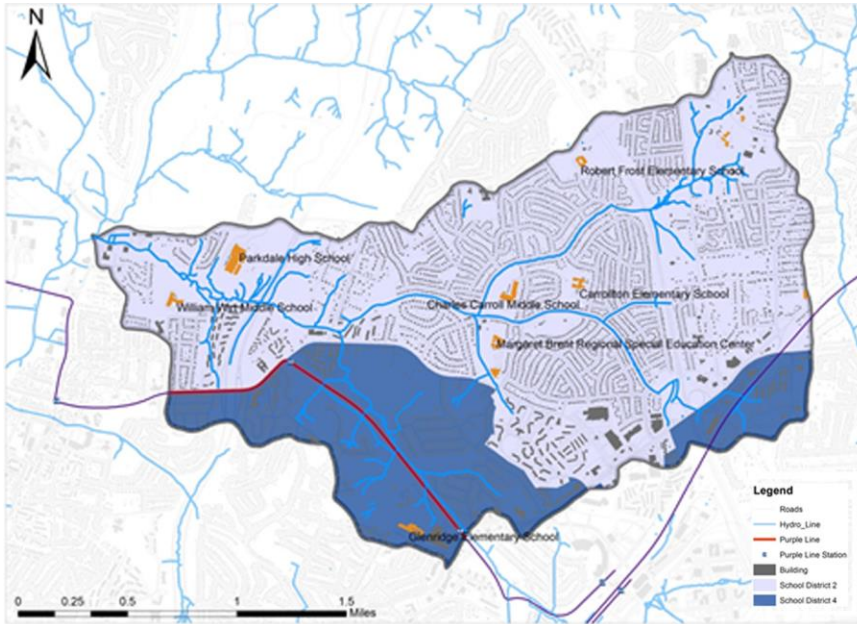 N
Robert Frost Elementary School
Parkdale High School
William Wirt Middle School
Carrollton Elementary School
Charles Carroll Middle School
Margaret Brent Regional Special Education Center
Glenridge Elementary School
Legend
Roads
Hydro_Line
Purple Line
Purple Line Station
Building
School District 2
School District 4
0 0.25 0.5 1 1.5
Miles